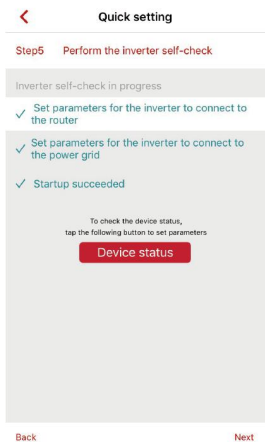 Quick setting
Step5 Perform the inverter self-check
Inverter self-check in progress
Set parameters for the inverter to connect to
the router
Set parameters for the inverter to connect to
the power grid
Startup succeeded
To check the device status,
tap the following button to set parameters
Device status
Back Next